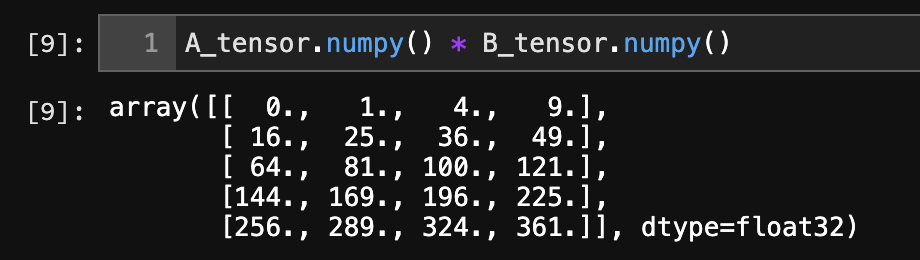 [9]: 1 A_tensor.numpy() * B_tensor.numpy()
[9]: array([[  0.,   1.,   4.,   9.],
       [ 16.,  25.,  36.,  49.],
       [ 64.,  81., 100., 121.],
       [144., 169., 196., 225.],
       [256., 289., 324., 361.]], dtype=float32)